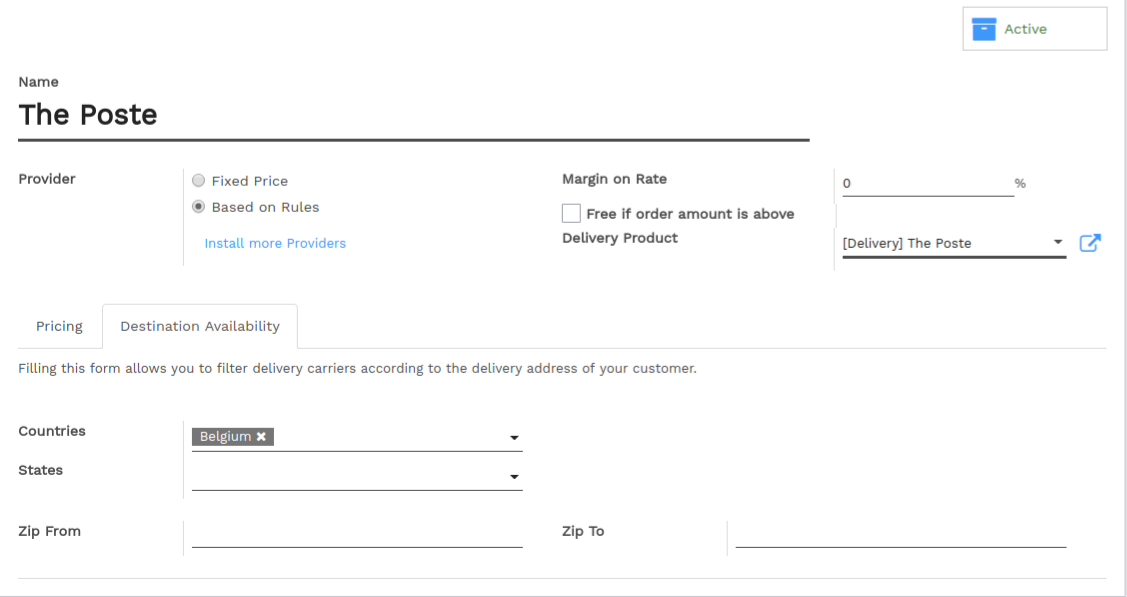 Active
Name
The Poste
Provider
Fixed Price
Based on Rules
Install more Providers
Margin on Rate
0 %
Free if order amount is above
Delivery Product
[Delivery] The Poste
Pricing
Destination Availability
Filling this form allows you to filter delivery carriers according to the delivery address of your customer.
Countries
Belgium ✖
States
Zip From
Zip To